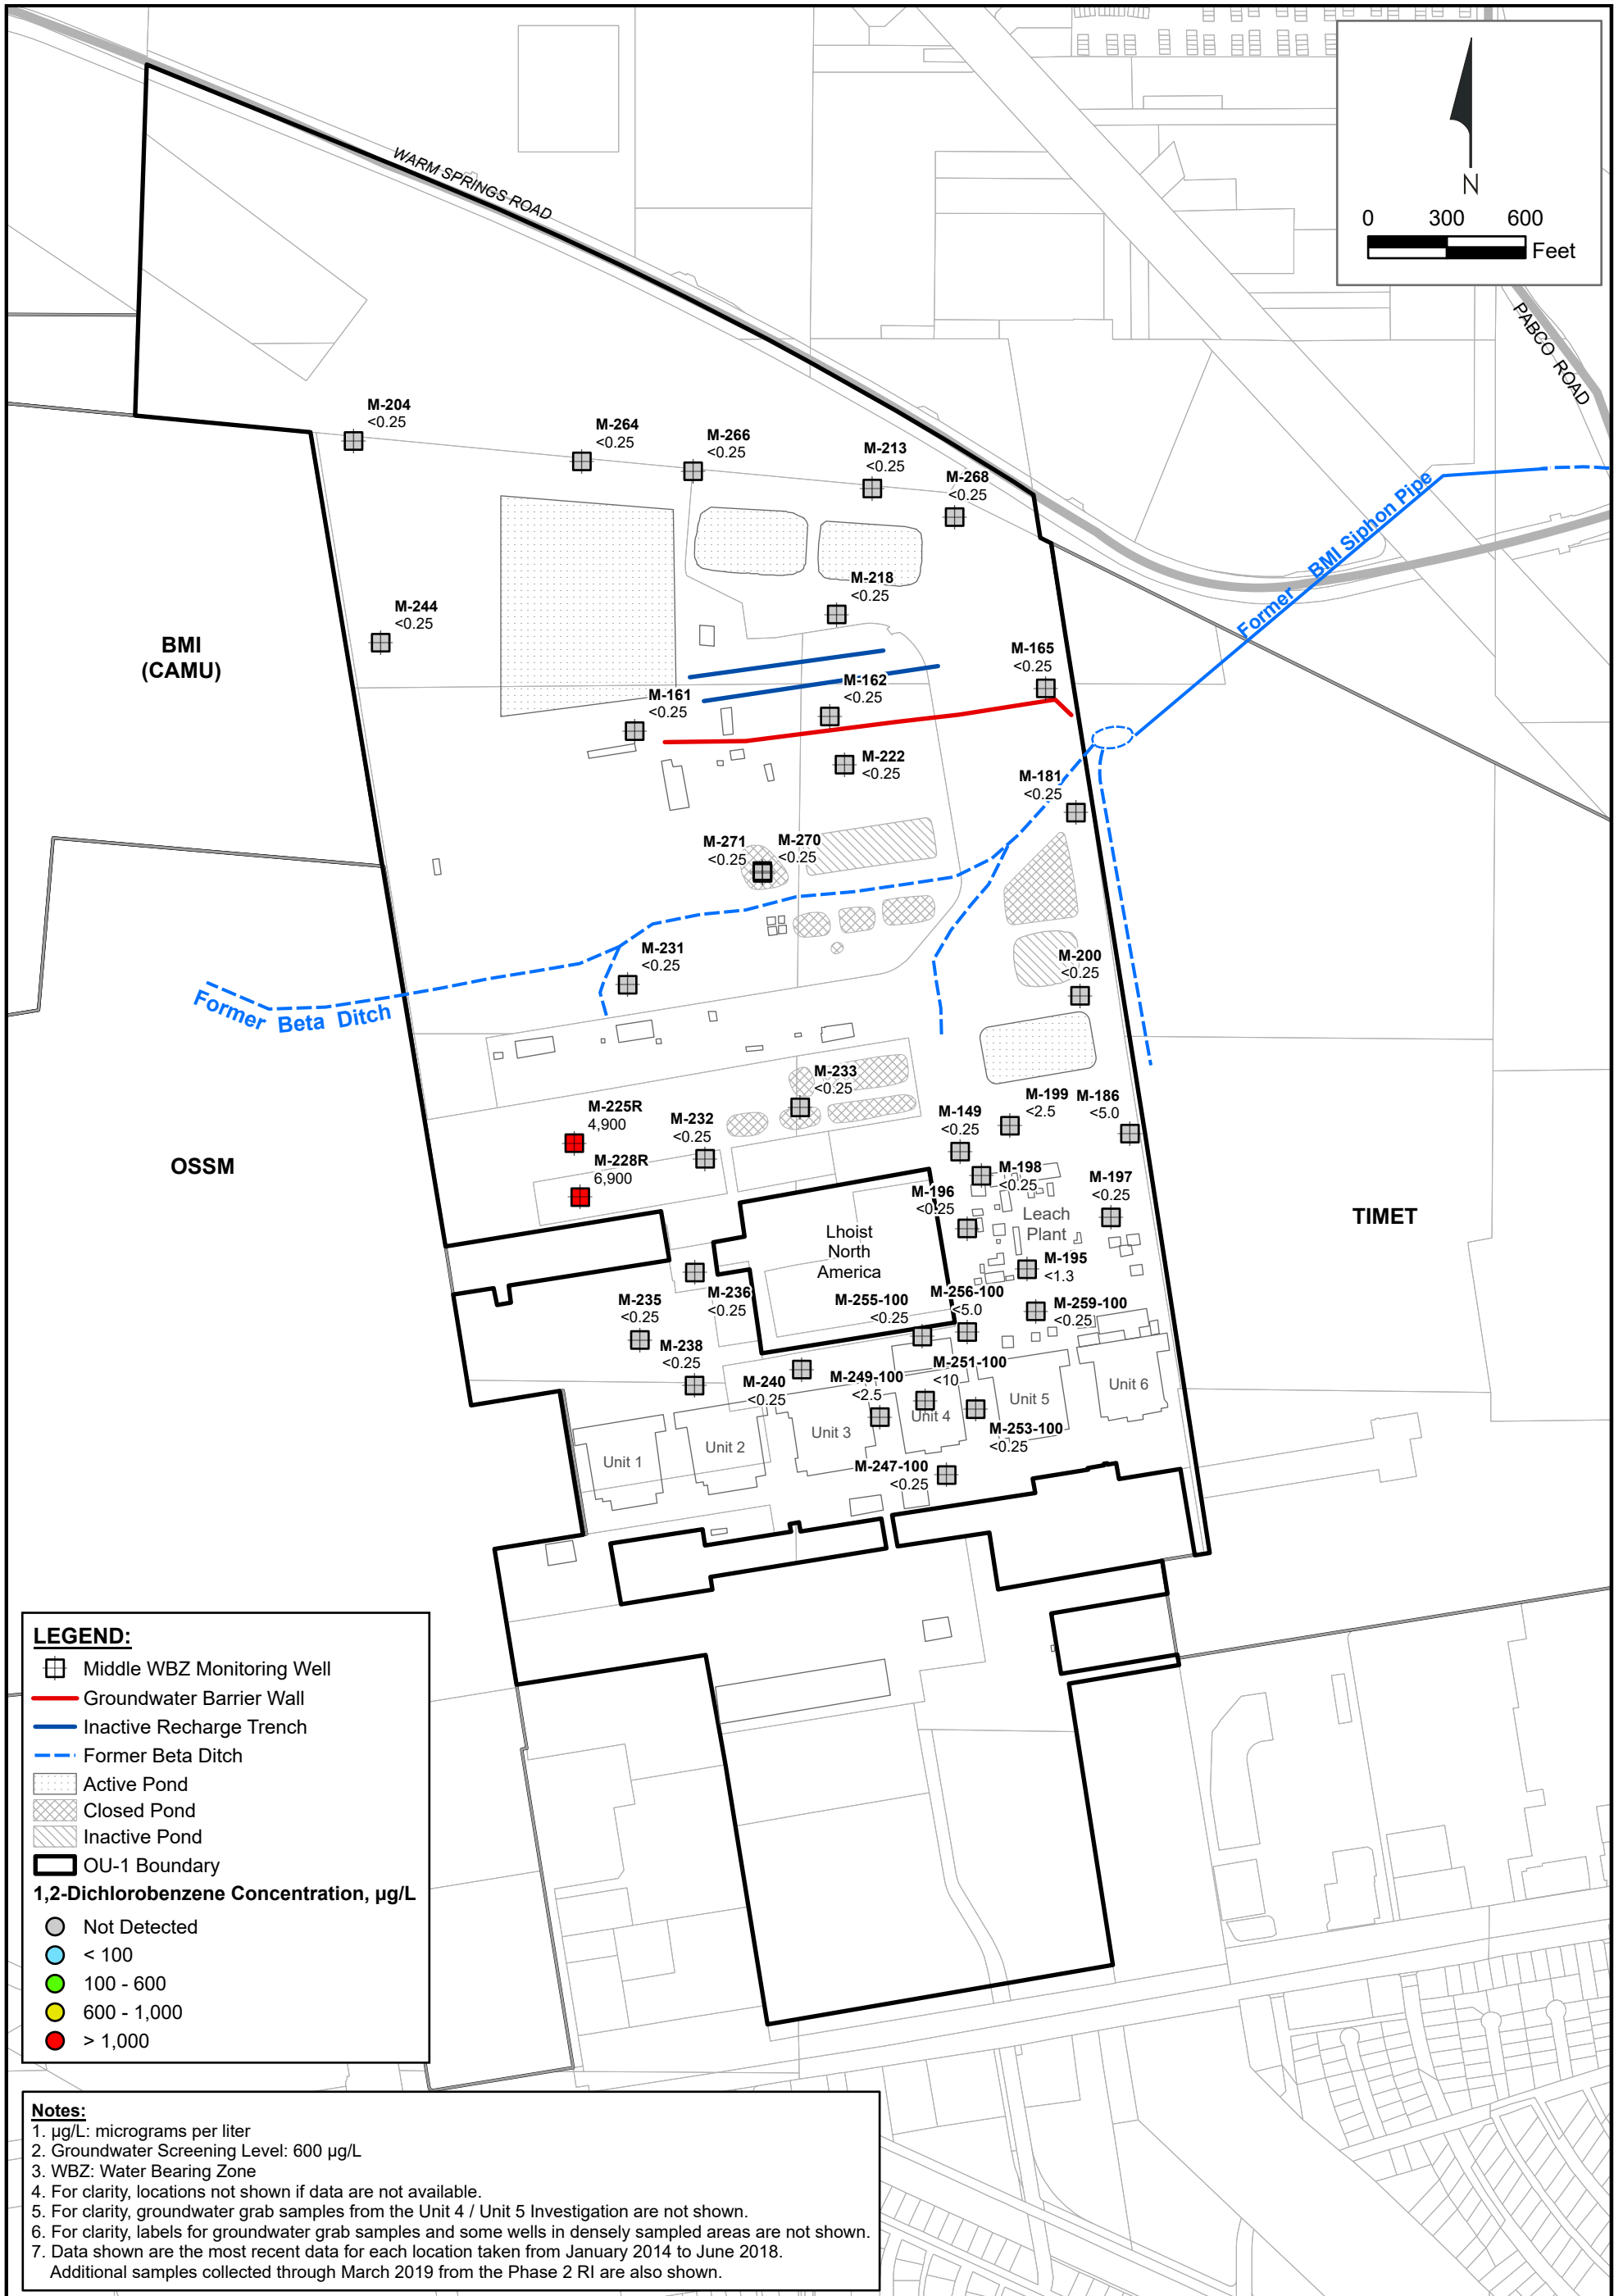 WARM SPRINGS ROAD
N
0 300 600
Feet
PABCO ROAD
M-204
<0.25
M-264
<0.25
M-266
<0.25
M-213
<0.25
M-268
<0.25
Former BMI Siphon Pipe
M-218
<0.25
M-244
<0.25
BMI
(CAMU)
M-165
<0.25
M-161
<0.25
M-162
<0.25
M-222
<0.25
M-181
<0.25
M-271
<0.25
M-270
<0.25
M-231
<0.25
M-200
<0.25
Former Beta Ditch
M-233
<0.25
M-225R
4,900
M-232
<0.25
M-149
<0.25
M-199
<2.5
M-186
<5.0
OSSM
M-228R
6,900
M-198
<0.25
M-196
<0.25
M-197
<0.25
Leach
Plant
TIMET
Lhoist
North
America
M-195
<1.3
M-236
<0.25
M-235
<0.25
M-255-100
<0.25
M-256-100
<5.0
M-259-100
<0.25
M-238
<0.25
M-240
<0.25
M-249-100
<2.5
M-251-100
<10
M-253-100
<0.25
M-247-100
<0.25
Unit 1
Unit 2
Unit 3
Unit 4
Unit 5
Unit 6
LEGEND:
Middle WBZ Monitoring Well
Groundwater Barrier Wall
Inactive Recharge Trench
Former Beta Ditch
Active Pond
Closed Pond
Inactive Pond
OU-1 Boundary
1,2-Dichlorobenzene Concentration, µg/L
Not Detected
< 100
100 - 600
600 - 1,000
> 1,000
Notes:
1. µg/L: micrograms per liter
2. Groundwater Screening Level: 600 µg/L
3. WBZ: Water Bearing Zone
4. For clarity, locations not shown if data are not available.
5. For clarity, groundwater grab samples from the Unit 4 / Unit 5 Investigation are not shown.
6. For clarity, labels for groundwater grab samples and some wells in densely sampled areas are not shown.
7. Data shown are the most recent data for each location taken from January 2014 to June 2018.
Additional samples collected through March 2019 from the Phase 2 RI are also shown.